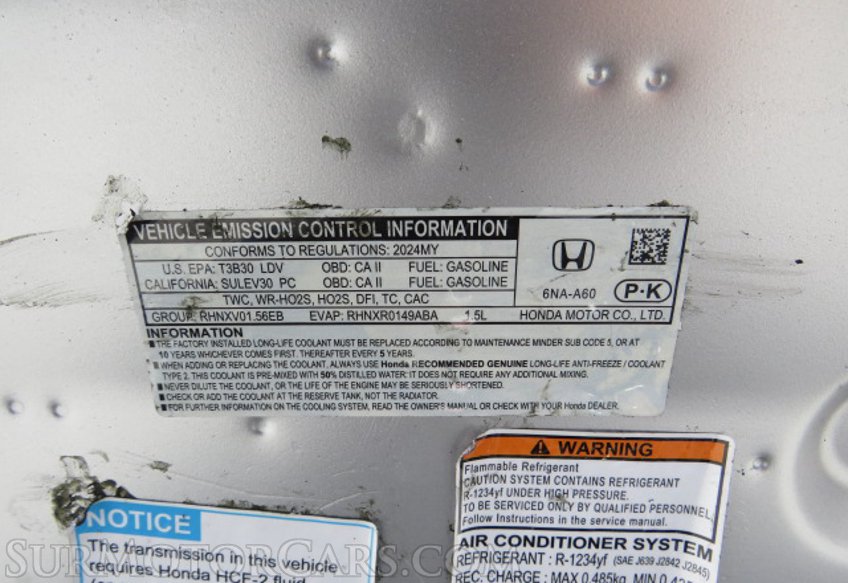 VEHICLE EMISSION CONTROL INFORMATION
CONFORMS TO REGULATIONS: 2024MY
U.S. EPA: T3B30 LDV OBD: CA II FUEL: GASOLINE
CALIFORNIA: SULEV30 PC OBD: CA II FUEL: GASOLINE
TWC, WR-HO2S, HO2S, DFI, TC, CAC
GROUP: RHNXV01.56EB EVAP: RHNXR0149ABA 1.5L
6NA-A60 P·K
HONDA MOTOR CO., LTD.
INFORMATION
■THE FACTORY INSTALLED LONG-LIFE COOLANT MUST BE REPLACED ACCORDING TO MAINTENANCE MINDER SUB CODE 5, OR AT
10 YEARS WHICHEVER COMES FIRST. THEREAFTER EVERY 5 YEARS.
■WHEN ADDING OR REPLACING THE COOLANT, ALWAYS USE Honda RECOMMENDED GENUINE LONG-LIFE ANTI-FREEZE / COOLANT
TYPE 2. THIS COOLANT IS PRE-MIXED WITH 50% DISTILLED WATER: IT DOES NOT REQUIRE ANY ADDITIONAL MIXING.
■NEVER DILUTE THE COOLANT, OR THE LIFE OF THE ENGINE MAY BE SERIOUSLY SHORTENED.
■CHECK OR ADD COOLANT AT THE RESERVE TANK, NOT THE RADIATOR.
■FOR FURTHER INFORMATION ON THE COOLING SYSTEM, READ THE OWNER'S MANUAL OR CHECK WITH YOUR Honda DEALER.
WARNING
Flammable Refrigerant
CAUTION SYSTEM CONTAINS REFRIGERANT
R-1234yf UNDER HIGH PRESSURE.
TO BE SERVICED ONLY BY QUALIFIED PERSONNEL.
Follow Instructions in the service manual.
AIR CONDITIONER SYSTEM
REFRIGERANT : R-1234yf (SAE J639 J2842 J2845)
REC. CHARGE : MAX 0.485kg MIN
NOTICE
The transmission in this vehicle
requires Honda HCF-2 fluid
SURMOTORCARS.COM